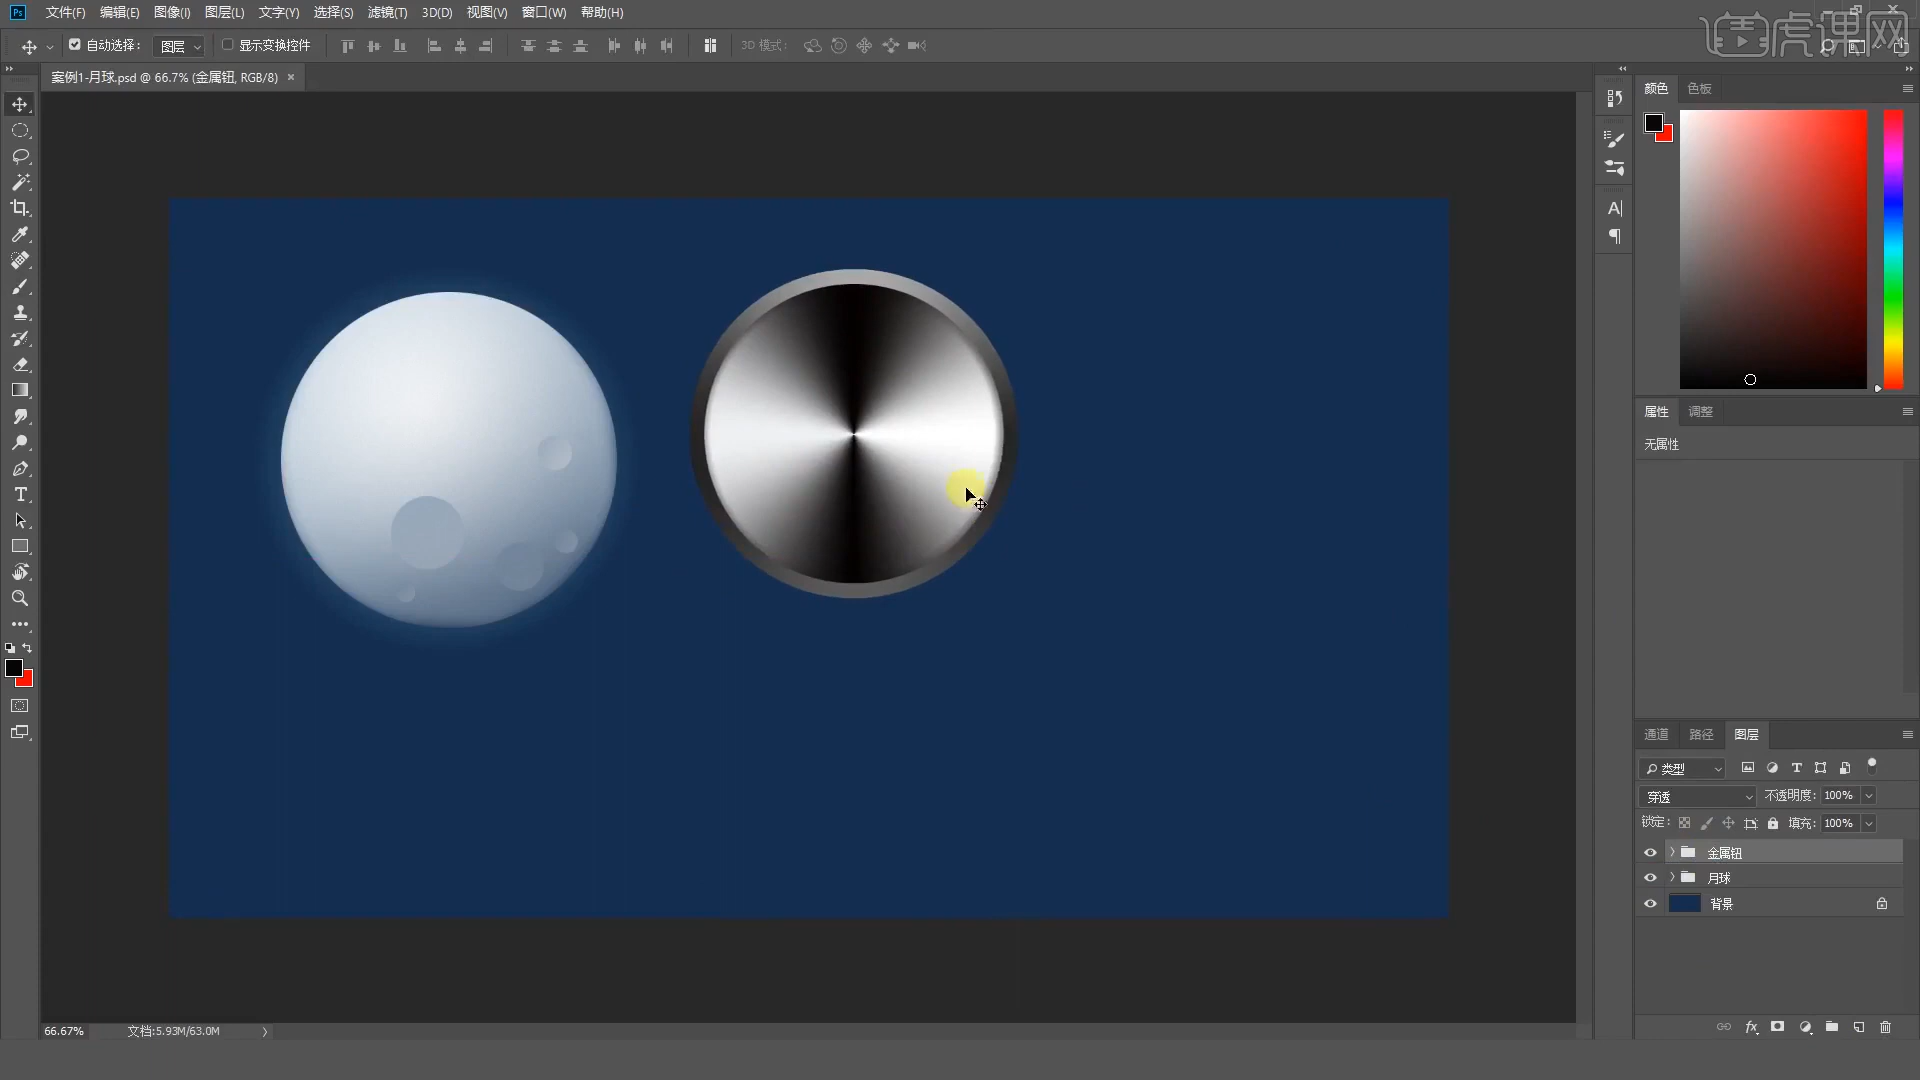 Ps 文件(F) 编辑(E) 图像(I) 图层(L) 文字(Y) 选择(S) 滤镜(T) 3D(D) 视图(V) 窗口(W) 帮助(H)
虎课网
自动选择: 图层 显示变换控件 3D 模式:
案例1-月球.psd @ 66.7% (金属钮, RGB/8) ×
颜色 色板
属性 调整
无属性
通道 路径 图层
类型
穿透 不透明度: 100%
锁定: 填充: 100%
金属钮
月球
背景
fx
66.67% 文档:5.93M/63.0M